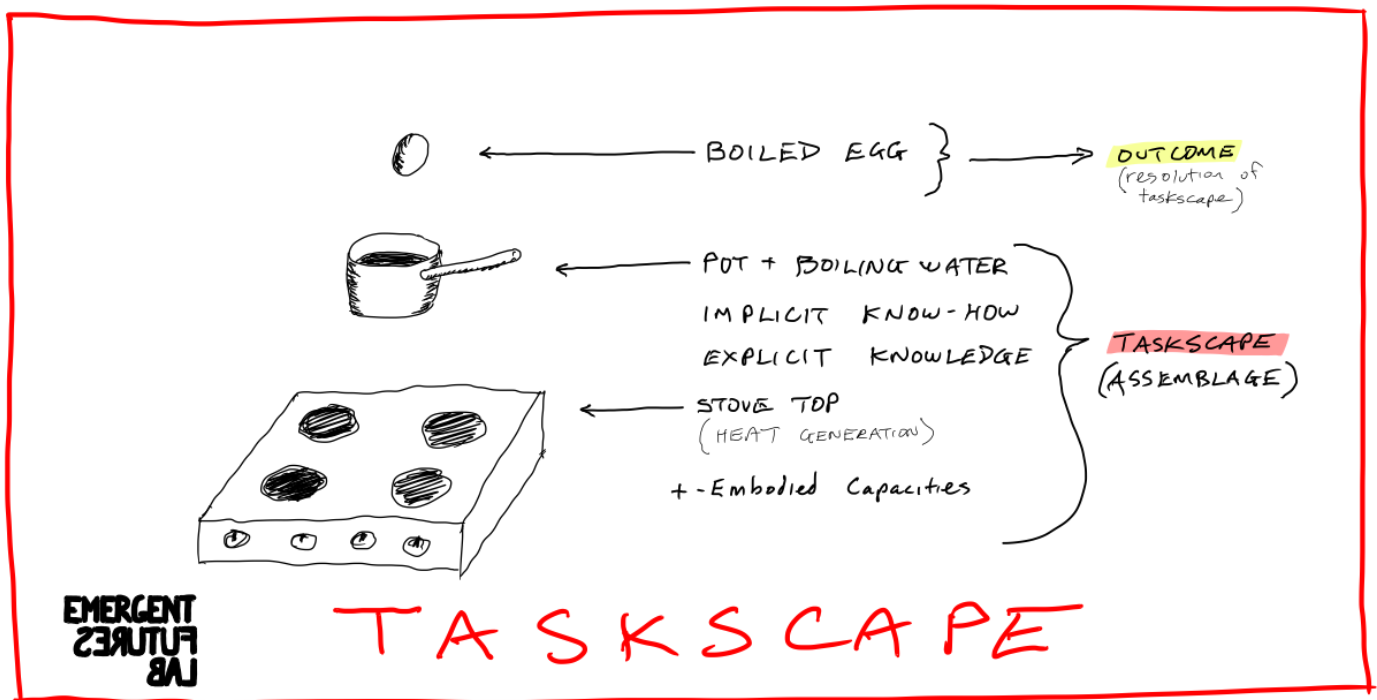 BOILED EGG
OUTCOME
(resolution of
taskscape)
POT + BOILING WATER
IMPLICIT KNOW-HOW
EXPLICIT KNOWLEDGE
TASKSCAPE
(ASSEMBLAGE)
STOVE TOP
(HEAT GENERATION)
+ - Embodied Capacities
EMERGENT
FUTURES
LAB
TASKSCAPE